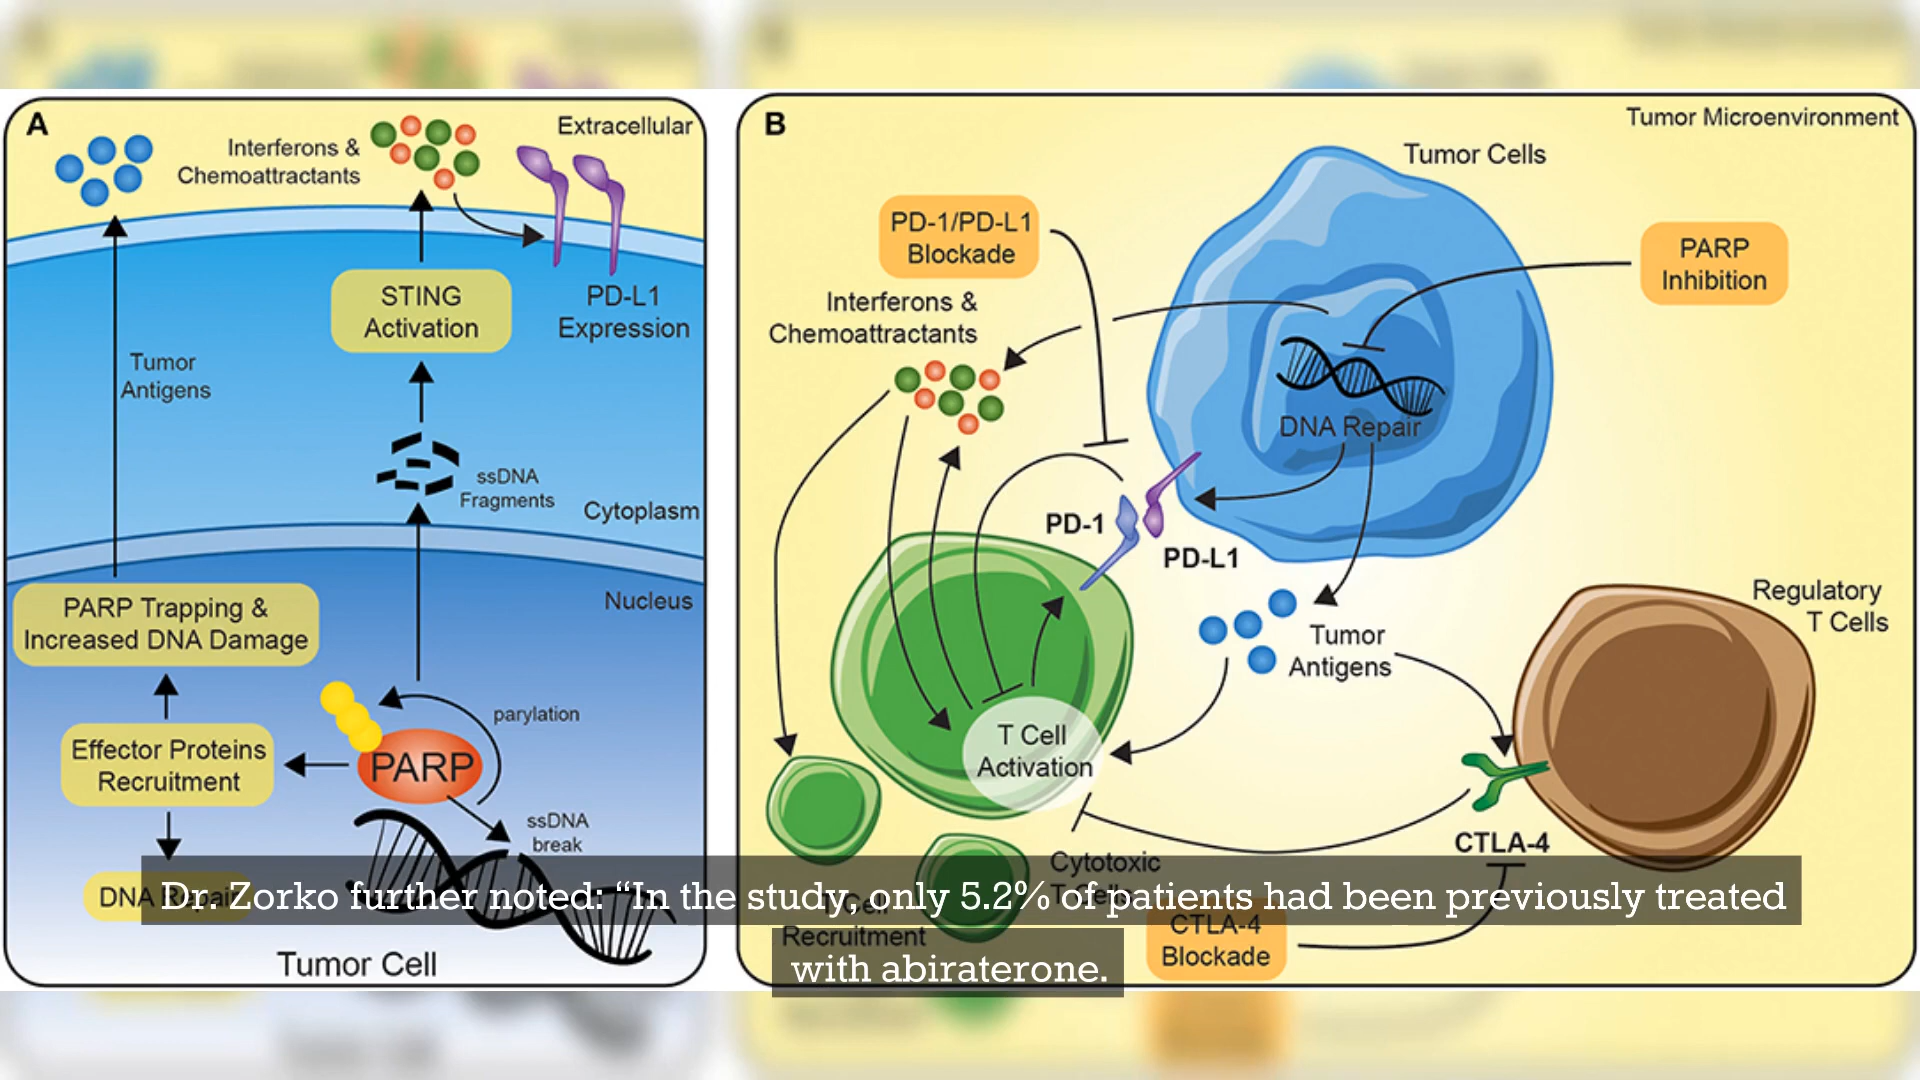 A
Interferons &
Chemoattractants
Extracellular
STING
Activation
PD-L1
Expression
Tumor
Antigens
ssDNA
Fragments
Cytoplasm
Nucleus
PARP Trapping &
Increased DNA Damage
parylation
Effector Proteins
Recruitment
PARP
ssDNA
break
DNA Repair
Tumor Cell
B
Tumor Microenvironment
Tumor Cells
PD-1/PD-L1
Blockade
PARP
Inhibition
Interferons &
Chemoattractants
DNA Repair
PD-1
PD-L1
Regulatory
T Cells
Tumor
Antigens
T Cell
Activation
CTLA-4
Cytotoxic
T Cells
T Cell
Recruitment
CTLA-4
Blockade
Dr. Zorko further noted: “In the study, only 5.2% of patients had been previously treated
with abiraterone.